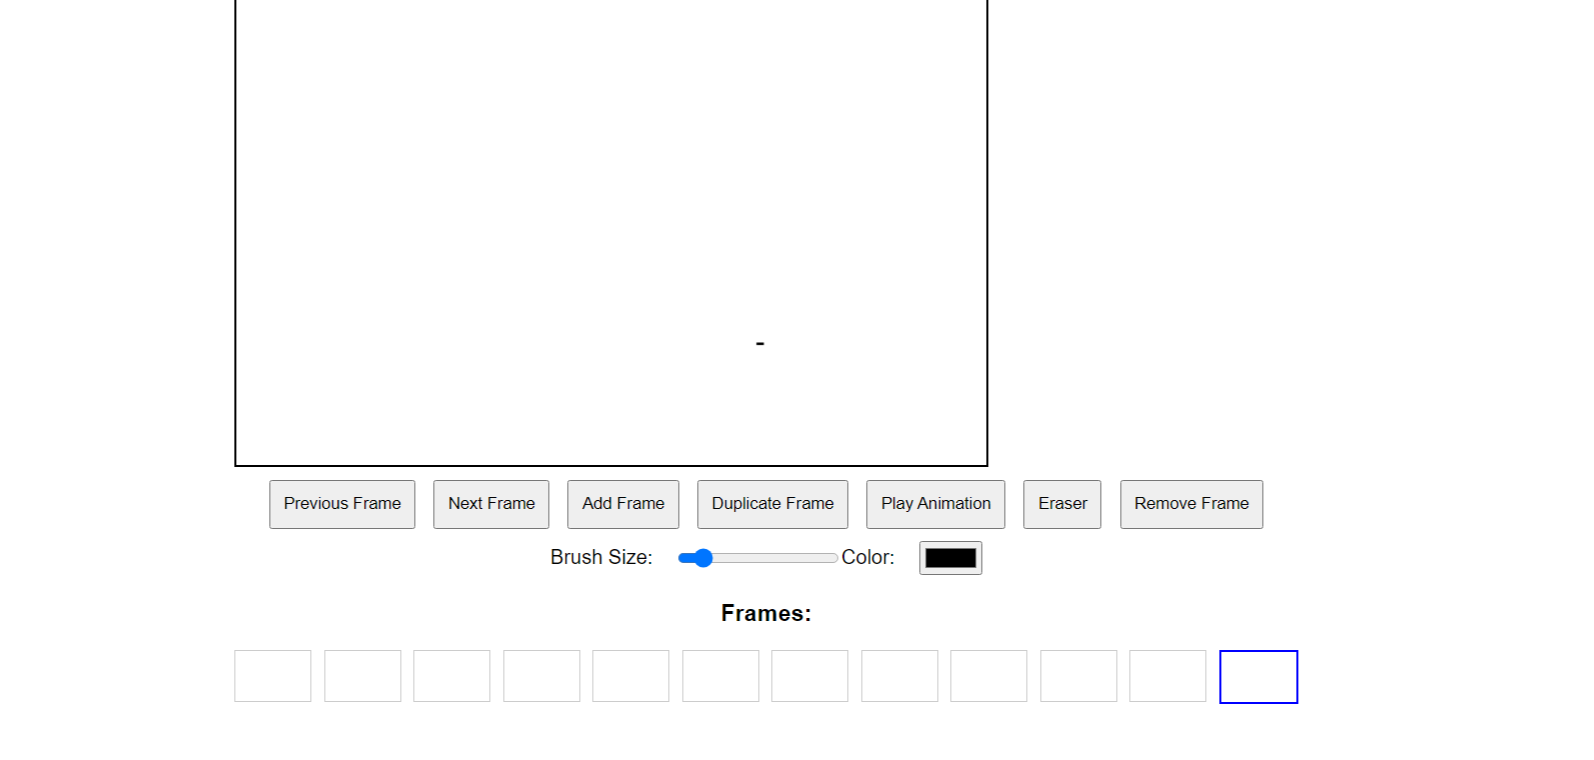 -
Previous Frame Next Frame Add Frame Duplicate Frame Play Animation Eraser Remove Frame
Brush Size: Color:
Frames: